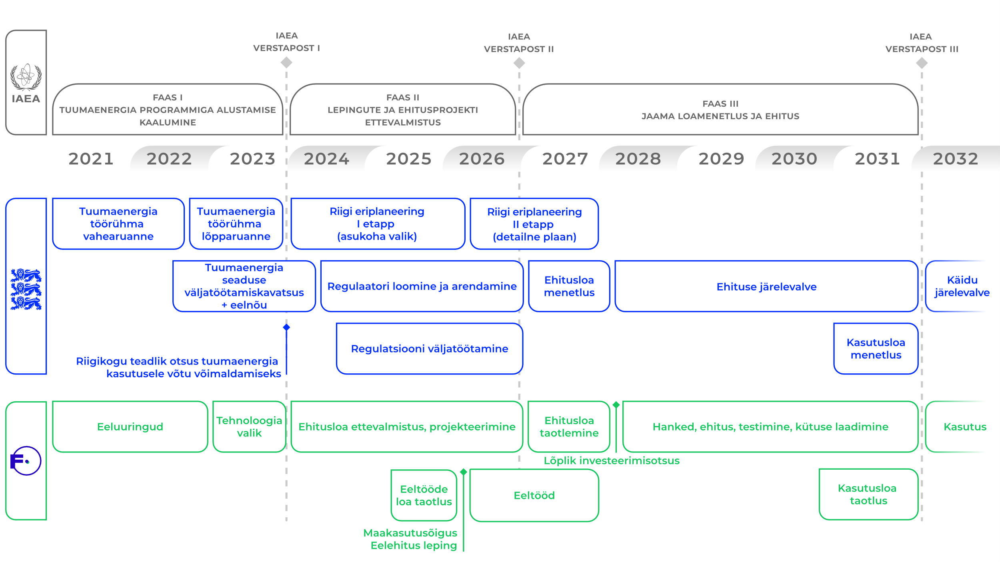 IAEA
VERSTAPOST I
IAEA
VERSTAPOST II
IAEA
VERSTAPOST III
IAEA
FAAS I
TUUMAENERGIA PROGRAMMIGA ALUSTAMISE
KAALUMINE
FAAS II
LEPINGUTE JA EHITUSPROJEKTI
ETTEVALMISTUS
FAAS III
JAAMA LOAMENETLUS JA EHITUS
2021 2022 2023 2024 2025 2026 2027 2028 2029 2030 2031 2032
Tuumaenergia
töörühma
vahearuanne
Tuumaenergia
töörühma
lõpparuanne
Riigi eriplaneering
I etapp
(asukoha valik)
Riigi eriplaneering
II etapp
(detailne plaan)
Tuumaenergia
seaduse
väljatöötamiskavatsus
+ eelnõu
Regulaatori loomine ja arendamine
Ehitusloa
menetlus
Ehituse järelevalve
Käidu
järelevalve
Riigikogu teadlik otsus tuumaenergia
kasutusele võtu võimaldamiseks
Regulatsiooni väljatöötamine
Kasutusloa
menetlus
F
Eeluuringud
Tehnoloogia
valik
Ehitusloa ettevalmistus, projekteerimine
Ehitusloa
taotlemine
Hanked, ehitus, testimine, kütuse laadimine
Kasutus
Lõplik investeerimisotsus
Eeltööde
loa taotlus
Eeltööd
Kasutusloa
taotlus
Maakasutusõigus
Eelehitus leping